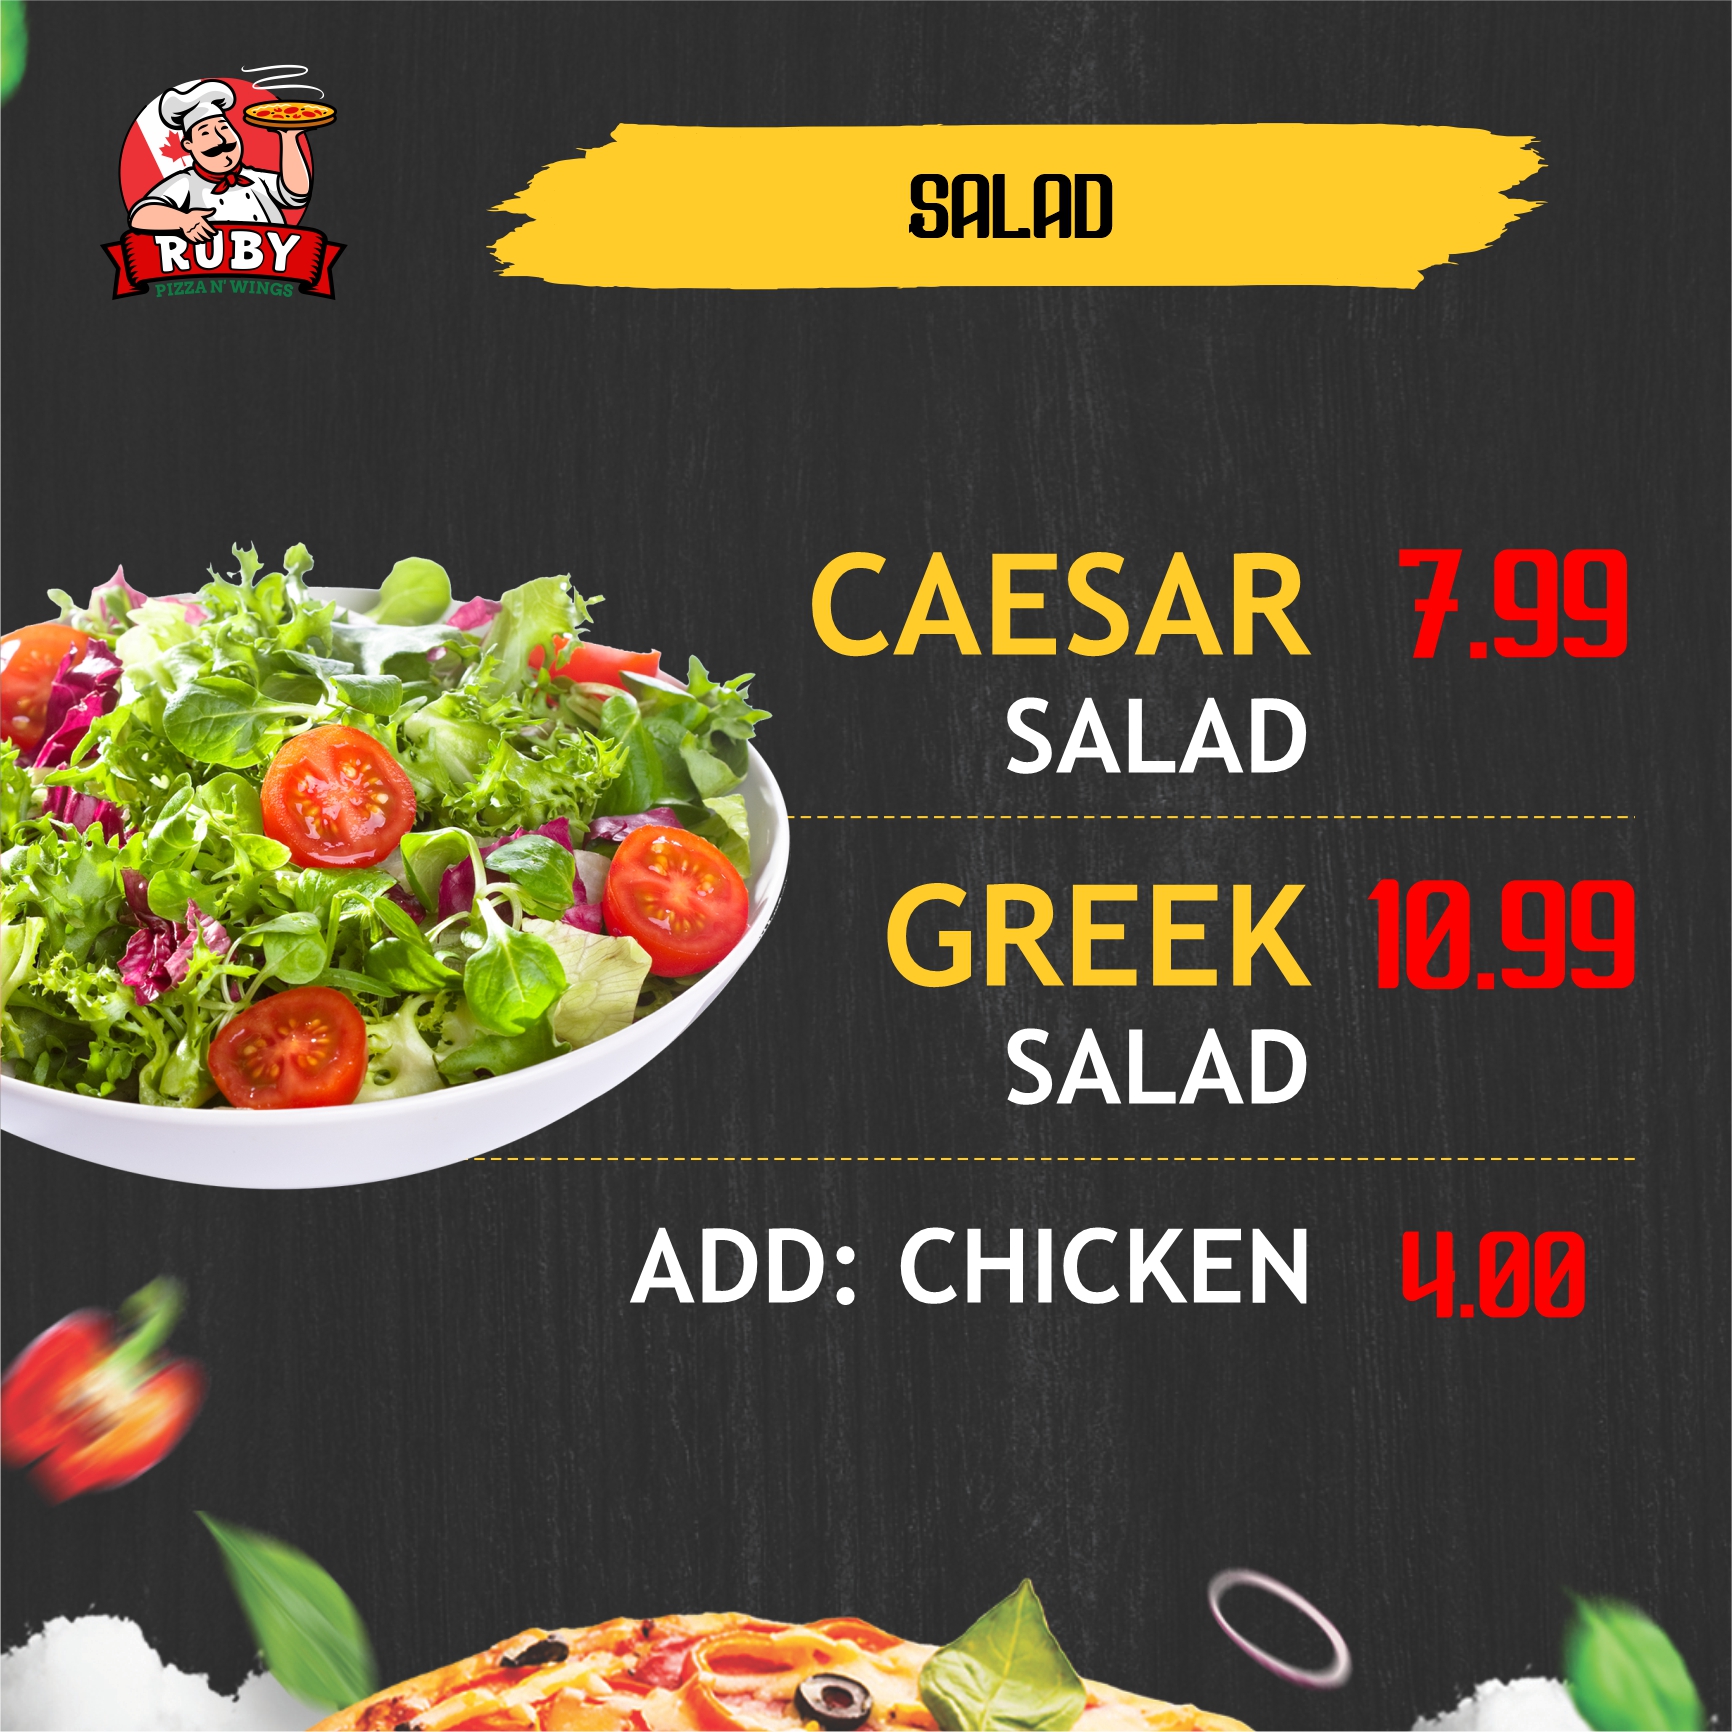 RUBY
PIZZA N' WINGS
SALAD
CAESAR 7.99
SALAD
GREEK 10.99
SALAD
ADD: CHICKEN 4.00